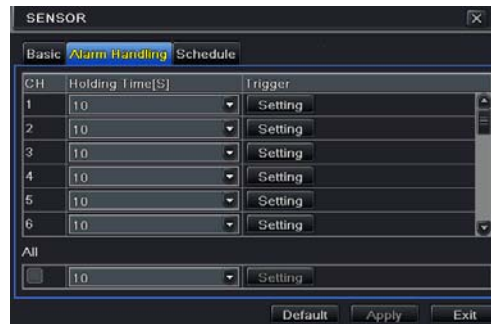 SENSOR
Basic Alarm Handling Schedule
CH Holding Time[S] Trigger
1 10 Setting
2 10 Setting
3 10 Setting
4 10 Setting
5 10 Setting
6 10 Setting
All
10 Setting
Default Apply Exit